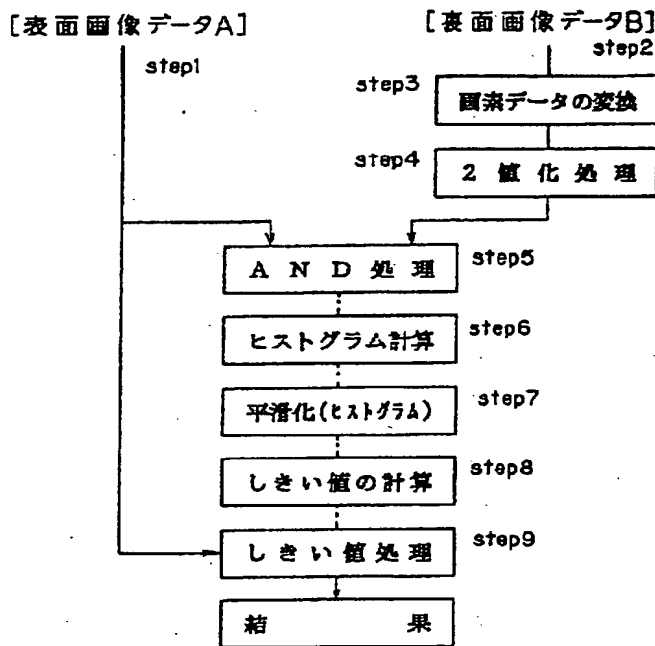 [表面画像データA]
[裏面画像データB]
step1
step2
step3
画素データの変換
step4
2値化処理
AND処理
step5
ヒストグラム計算
step6
平滑化(ヒストグラム)
step7
しきい値の計算
step8
しきい値処理
step9
結果